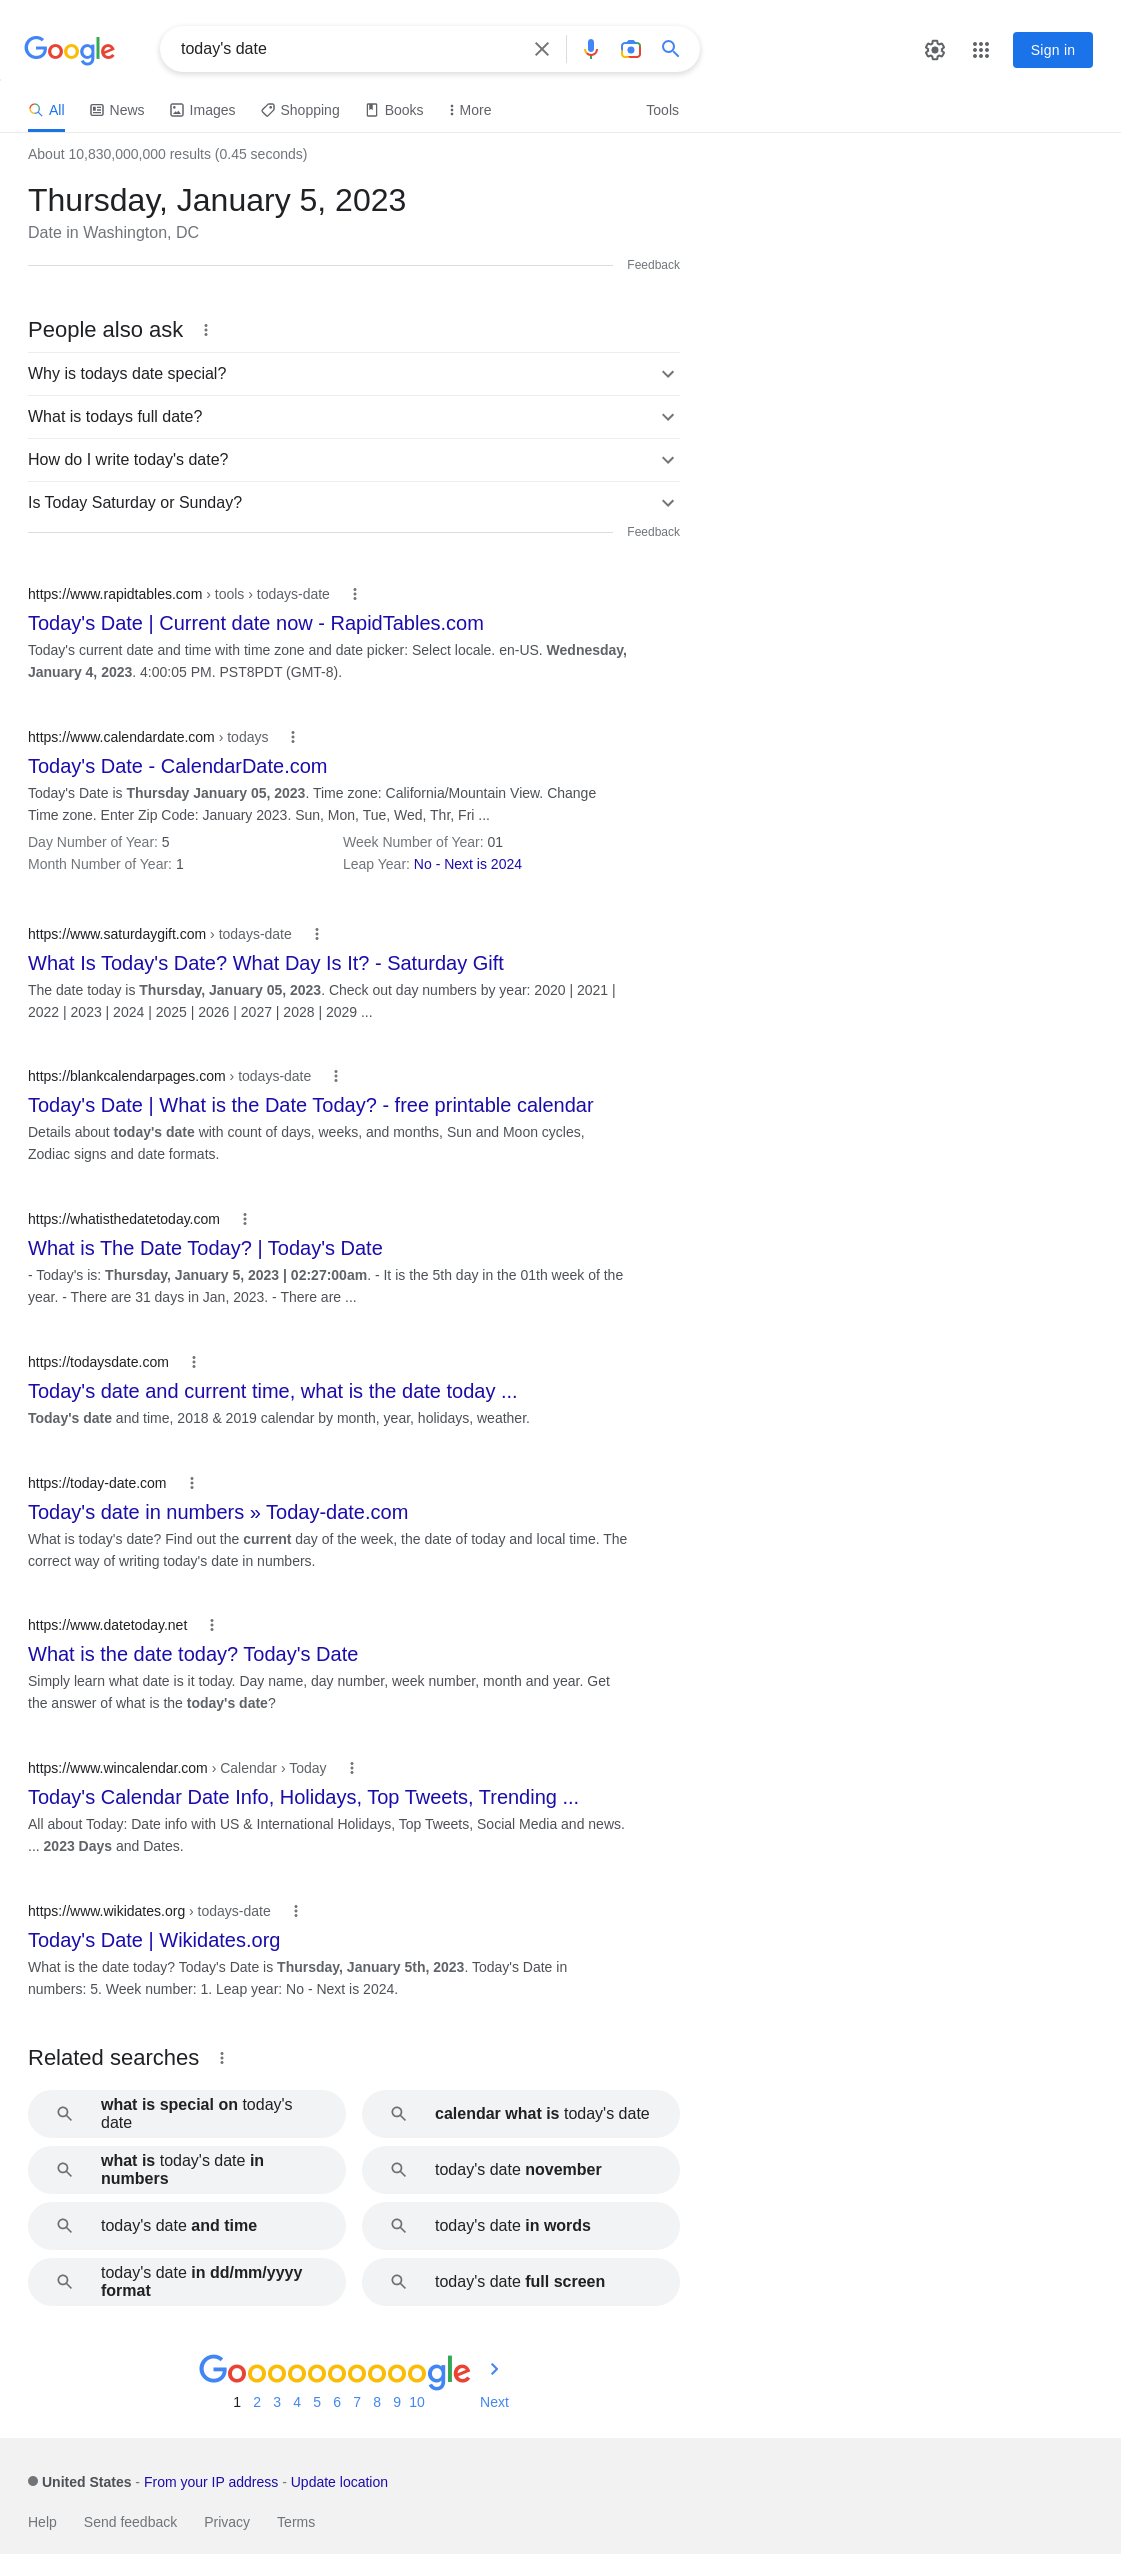 Google today's date Sign in
All News Images Shopping Books More Tools
About 10,830,000,000 results (0.45 seconds)
Thursday, January 5, 2023
Date in Washington, DC
Feedback
People also ask
Why is todays date special?
What is todays full date?
How do I write today's date?
Is Today Saturday or Sunday?
Feedback
https://www.rapidtables.com › tools › todays-date
Today's Date | Current date now - RapidTables.com
Today's current date and time with time zone and date picker: Select locale. en-US. Wednesday,
January 4, 2023. 4:00:05 PM. PST8PDT (GMT-8).
https://www.calendardate.com › todays
Today's Date - CalendarDate.com
Today's Date is Thursday January 05, 2023. Time zone: California/Mountain View. Change
Time zone. Enter Zip Code: January 2023. Sun, Mon, Tue, Wed, Thr, Fri ...
Day Number of Year: 5 Week Number of Year: 01
Month Number of Year: 1 Leap Year: No - Next is 2024
https://www.saturdaygift.com › todays-date
What Is Today's Date? What Day Is It? - Saturday Gift
The date today is Thursday, January 05, 2023. Check out day numbers by year: 2020 | 2021 |
2022 | 2023 | 2024 | 2025 | 2026 | 2027 | 2028 | 2029 ...
https://blankcalendarpages.com › todays-date
Today's Date | What is the Date Today? - free printable calendar
Details about today's date with count of days, weeks, and months, Sun and Moon cycles,
Zodiac signs and date formats.
https://whatisthedatetoday.com
What is The Date Today? | Today's Date
- Today's is: Thursday, January 5, 2023 | 02:27:00am. - It is the 5th day in the 01th week of the
year. - There are 31 days in Jan, 2023. - There are ...
https://todaysdate.com
Today's date and current time, what is the date today ...
Today's date and time, 2018 & 2019 calendar by month, year, holidays, weather.
https://today-date.com
Today's date in numbers » Today-date.com
What is today's date? Find out the current day of the week, the date of today and local time. The
correct way of writing today's date in numbers.
https://www.datetoday.net
What is the date today? Today's Date
Simply learn what date is it today. Day name, day number, week number, month and year. Get
the answer of what is the today's date?
https://www.wincalendar.com › Calendar › Today
Today's Calendar Date Info, Holidays, Top Tweets, Trending ...
All about Today: Date info with US & International Holidays, Top Tweets, Social Media and news.
... 2023 Days and Dates.
https://www.wikidates.org › todays-date
Today's Date | Wikidates.org
What is the date today? Today's Date is Thursday, January 5th, 2023. Today's Date in
numbers: 5. Week number: 1. Leap year: No - Next is 2024.
Related searches
what is special on today's
date
calendar what is today's date
what is today's date in
numbers
today's date november
today's date and time
today's date in words
today's date in dd/mm/yyyy
format
today's date full screen
Goooooooooogle
1 2 3 4 5 6 7 8 9 10 Next
United States - From your IP address - Update location
Help Send feedback Privacy Terms